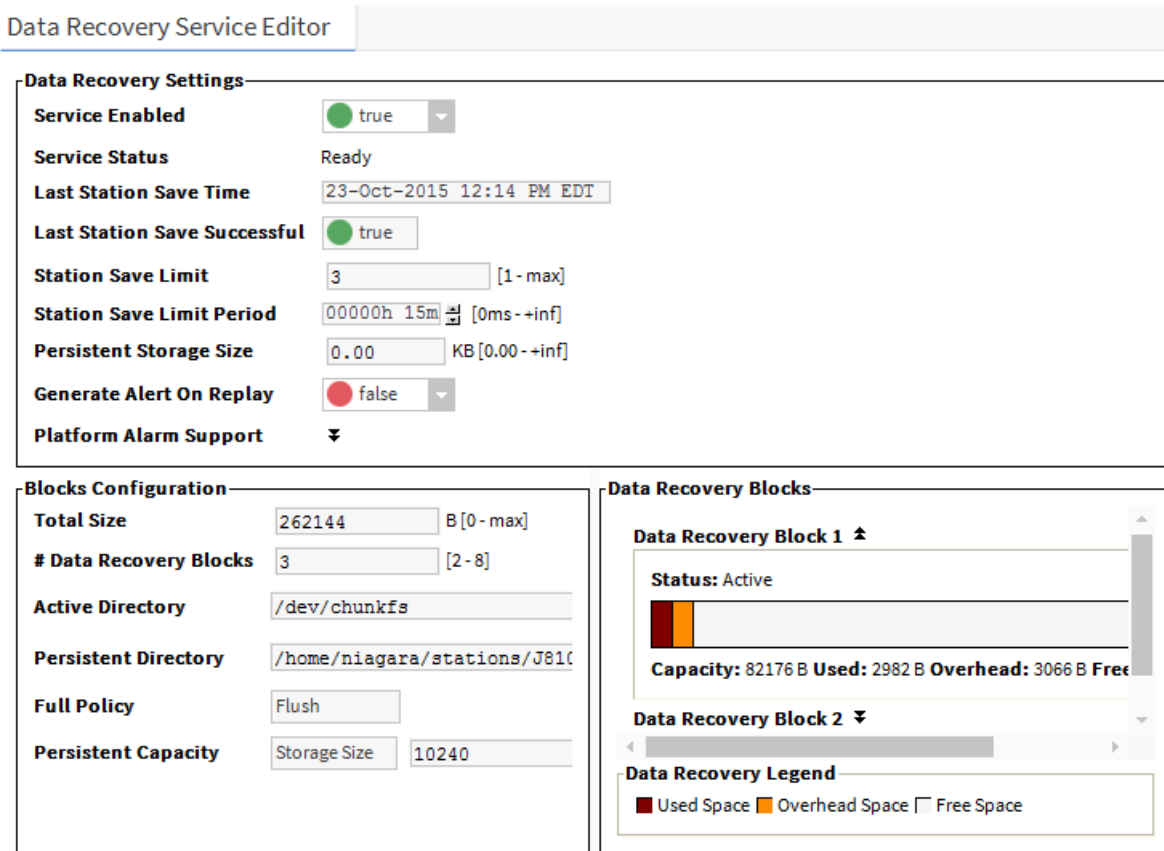 Data Recovery Service Editor
Data Recovery Settings
Service Enabled true
Service Status Ready
Last Station Save Time 23-Oct-2015 12:14 PM EDT
Last Station Save Successful true
Station Save Limit 3 [1 - max]
Station Save Limit Period 00000h 15m [0ms - +inf]
Persistent Storage Size 0.00 KB [0.00 - +inf]
Generate Alert On Replay false
Platform Alarm Support
Blocks Configuration
Total Size 262144 B [0 - max]
# Data Recovery Blocks 3 [2 - 8]
Active Directory /dev/chunkfs
Persistent Directory /home/niagara/stations/J810
Full Policy Flush
Persistent Capacity Storage Size 10240
Data Recovery Blocks
Data Recovery Block 1
Status: Active
Capacity: 82176 B Used: 2982 B Overhead: 3066 B Free
Data Recovery Block 2
Data Recovery Legend
Used Space Overhead Space Free Space